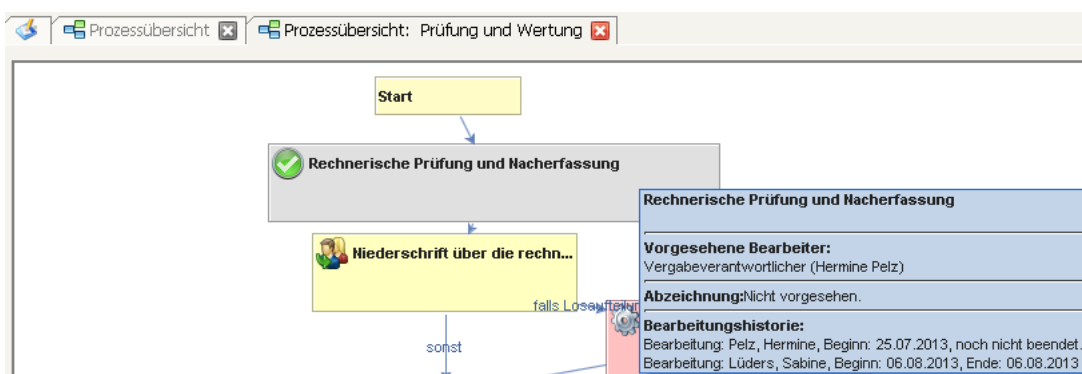 Prozessübersicht
Prozessübersicht: Prüfung und Wertung
Start
Rechnerische Prüfung und Nacherfassung
Niederschrift über die rechn...
falls Losaufteilun
sonst
Rechnerische Prüfung und Nacherfassung
Vorgesehene Bearbeiter:
Vergabeverantwortlicher (Hermine Pelz)
Abzeichnung:Nicht vorgesehen.
Bearbeitungshistorie:
Bearbeitung: Pelz, Hermine, Beginn: 25.07.2013, noch nicht beendet.
Bearbeitung: Lüders, Sabine, Beginn: 06.08.2013, Ende: 06.08.2013